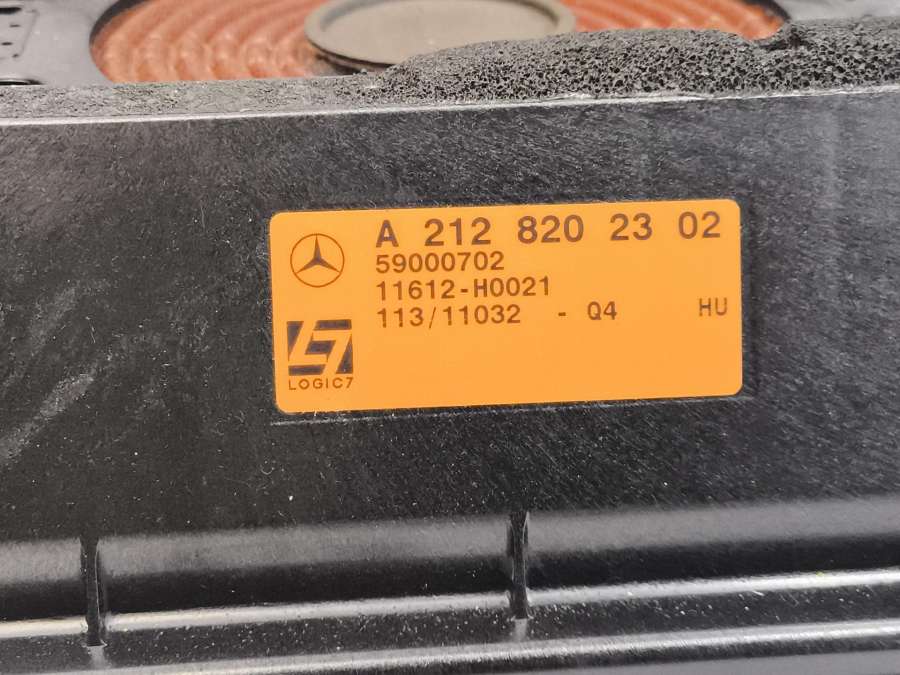 A 212 820 23 02
59000702
11612-H0021
113/11032 - Q4 HU
LOGIC7